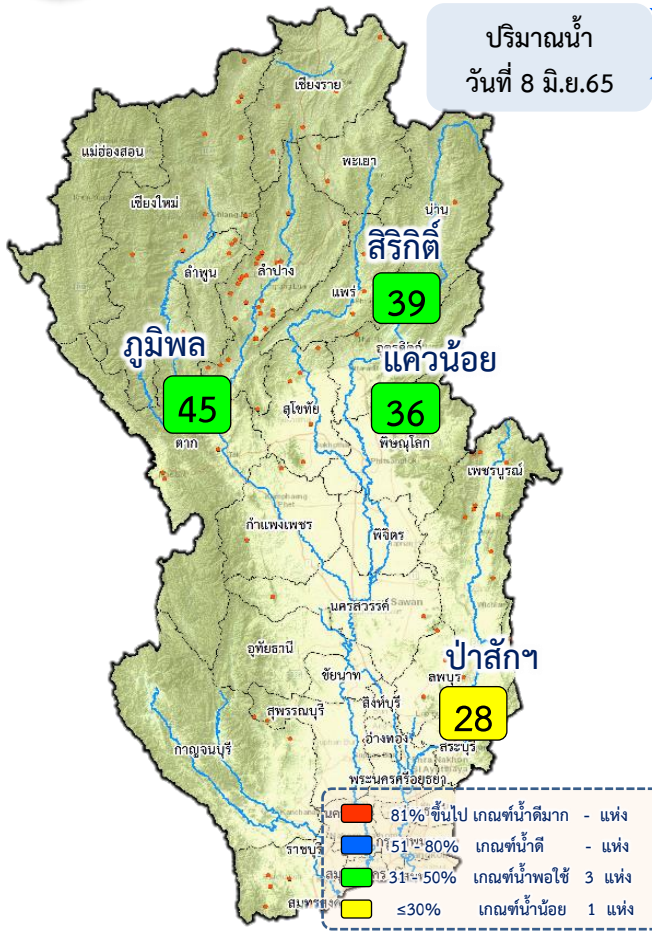 ปริมาณน้ำ
วันที่ 8 มิ.ย.65
เชียงราย
แม่ฮ่องสอน
พะเยา
เชียงใหม่
น่าน
สิริกิติ์
ลำพูน
ลำปาง
แพร่
39
ภูมิพล
แควน้อย
45
สุโขทัย
36
ตาก
พิษณุโลก
เพชรบูรณ์
กำแพงเพชร
พิจิตร
นครสวรรค์
อุทัยธานี
ป่าสักฯ
ชัยนาท
ลพบุรี
สิงห์บุรี
28
สุพรรณบุรี
อ่างทอง
กาญจนบุรี
สระบุรี
พระนครศรีอยุธยา
81% ขึ้นไป เกณฑ์น้ำดีมาก - แห่ง
51 - 80% เกณฑ์น้ำดี - แห่ง
ราชบุรี
31 - 50% เกณฑ์น้ำพอใช้ 3 แห่ง
≤30% เกณฑ์น้ำน้อย 1 แห่ง